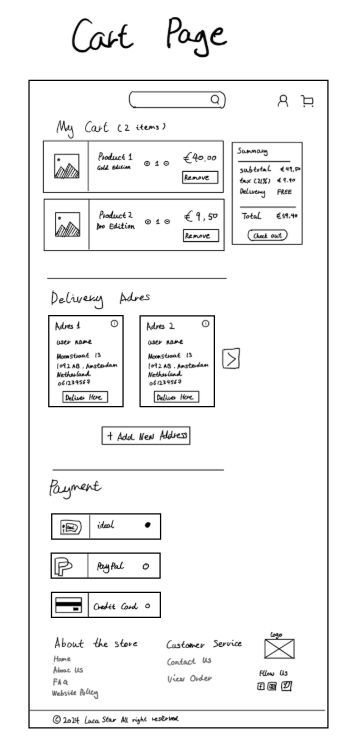 Cart Page
My Cart (2 items)
Product 1
Gold Edition
1
€40,00
Remove
Product 2
Pro Edition
1
€9,50
Remove
Summary
subtotal €49,50
tax (21%) €9.90
Delivery FREE
Total €59,40
Check out
Delivery Adres
Adres 1
user name
Moonstraat 13
1092 AB, Amsterdam
Netherland
061234567
Deliver Here
Adres 2
user name
Moonstraat 13
1092 AB, Amsterdam
Netherland
061234567
Deliver Here
+ Add New Address
Payment
ideal
PayPal
Credit Card
About the store
Home
About Us
FAQ
Website Policy
Customer Service
Contact Us
View Order
Logo
Follow Us
© 2024 Luca Star All right reserved